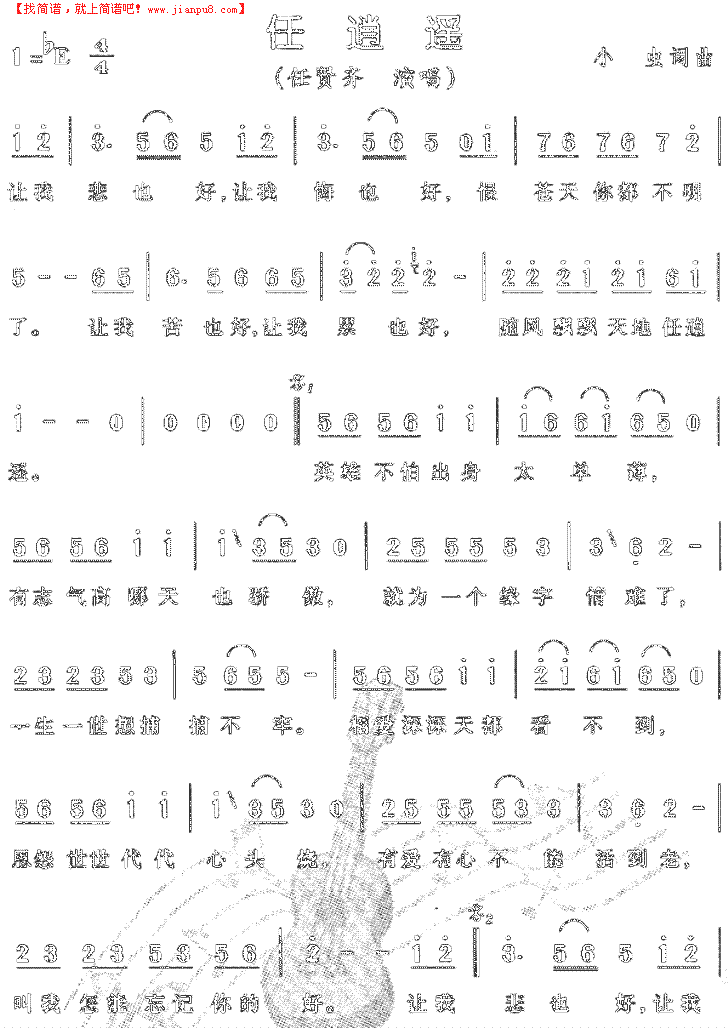 【找简谱，就上简谱吧！www.jianpu8.com】
任逍遥
1=♭E 4/4
（任贤齐 演唱）
小虫词曲
1 2 | 3. 5 6 5 1 2 | 3. 5 6 5 0 1 | 7 6 7 6 7 2 |
让我 悲也 好,让我 悔也 好,恨 苍天你都不明
5 - - 6 5 | 6. 5 6 6 5 | 3 2 2 2 - | 2 2 2 1 2 1 6 1 |
了。 让我 苦也好,让我 累也好, 随风飘飘天地任逍
1 - - 0 | 0 0 0 0 | 5 6 5 6 1 1 | 1 6 6 1 6 5 0 |
遥。 英雄不怕出身太单薄,
5 6 5 6 1 1 | 1 3 5 3 0 | 2 5 5 5 5 3 | 3 6 2 - |
有志气高哪天也骄傲, 就为一个缘字情难了,
2 3 2 3 5 3 | 5 6 5 5 - | 5 6 5 6 1 1 | 2 1 6 1 6 5 0 |
一生一世想捕捕不牢。 相爱深深天都看不到,
5 6 5 6 1 1 | 1 3 5 3 0 | 2 5 5 5 5 3 3 | 3 6 2 - |
恩怨世世代代心头烧。 有爱有心不能活到老,
2 3 2 3 5 3 5 6 | 2 - - 1 2 | 3. 5 6 5 1 2 |
叫我怎能忘记你的好。 让我 悲也 好,让我